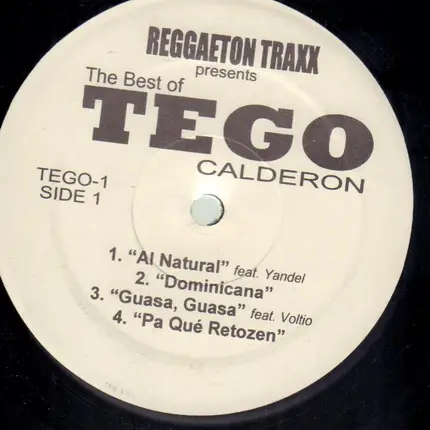 REGGAETON TRAXX
presents
The Best of
TEGO
CALDERON
TEGO-1
SIDE 1
1. “Al Natural” feat. Yandel
2. “Dominicana”
3. “Guasa, Guasa” feat. Voltio
4. “Pa Qué Retozen”